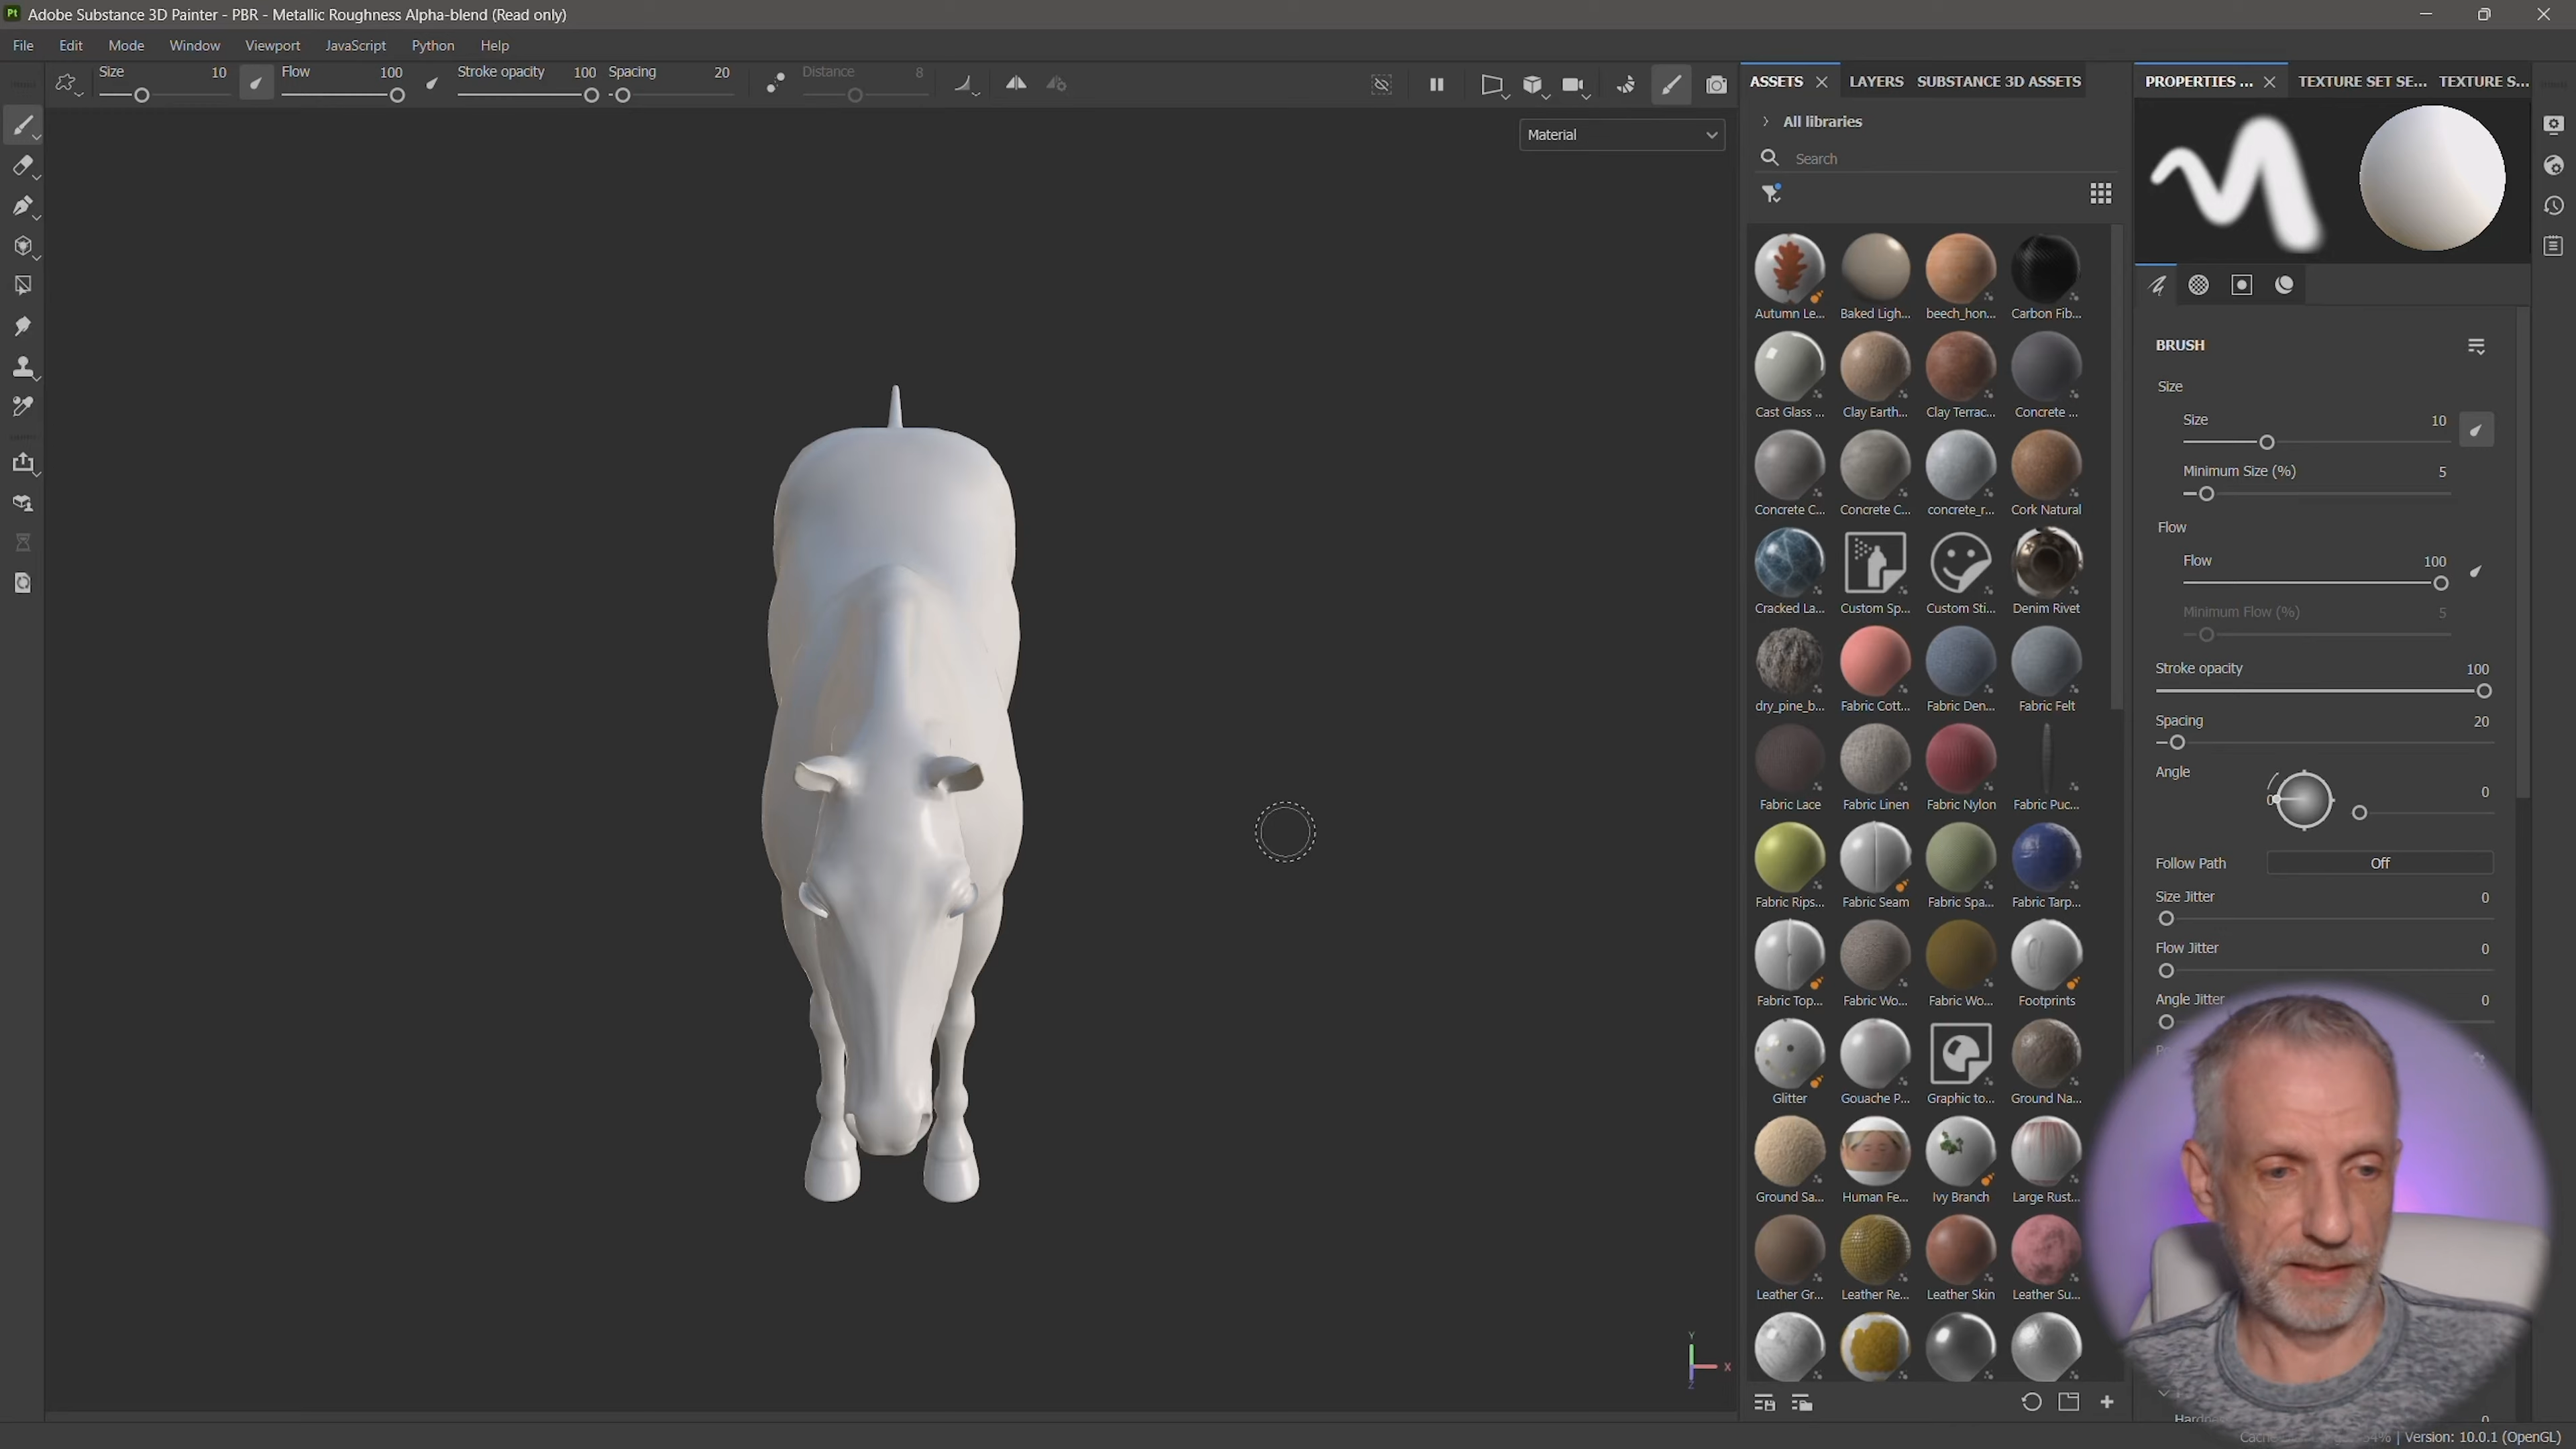 Pt Adobe Substance 3D Painter - PBR - Metallic Roughness Alpha-blend (Read only)
File Edit Mode Window Viewport JavaScript Python Help
Size 10 Flow 100 Stroke opacity 100 Spacing 20 Distance 8
Material
ASSETS LAYERS SUBSTANCE 3D ASSETS
All libraries
Search
Autumn Le... Baked Ligh... beech_hon... Carbon Fib...
Cast Glass ... Clay Earth... Clay Terrac... Concrete ...
Concrete C... Concrete C... concrete_r... Cork Natural
Cracked La... Custom Sp... Custom Sti... Denim Rivet
dry_pine_b... Fabric Cott... Fabric Den... Fabric Felt
Fabric Lace Fabric Linen Fabric Nylon Fabric Puc...
Fabric Rips... Fabric Seam Fabric Spa... Fabric Tarp...
Fabric Top... Fabric Wo... Fabric Wo... Footprints
Glitter Gouache P... Graphic to... Ground Na...
Ground Sa... Human Fe... Ivy Branch Large Rust...
Leather Gr... Leather Re... Leather Skin Leather Su...
PROPERTIES ... TEXTURE SET SE... TEXTURE S...
BRUSH
Size
Size 10
Minimum Size (%) 5
Flow
Flow 100
Minimum Flow (%) 5
Stroke opacity 100
Spacing 20
Angle
0 0
Follow Path Off
Size Jitter 0
Flow Jitter 0
Angle Jitter 0
0
Y
X
Z
Version: 10.0.1 (OpenGL)